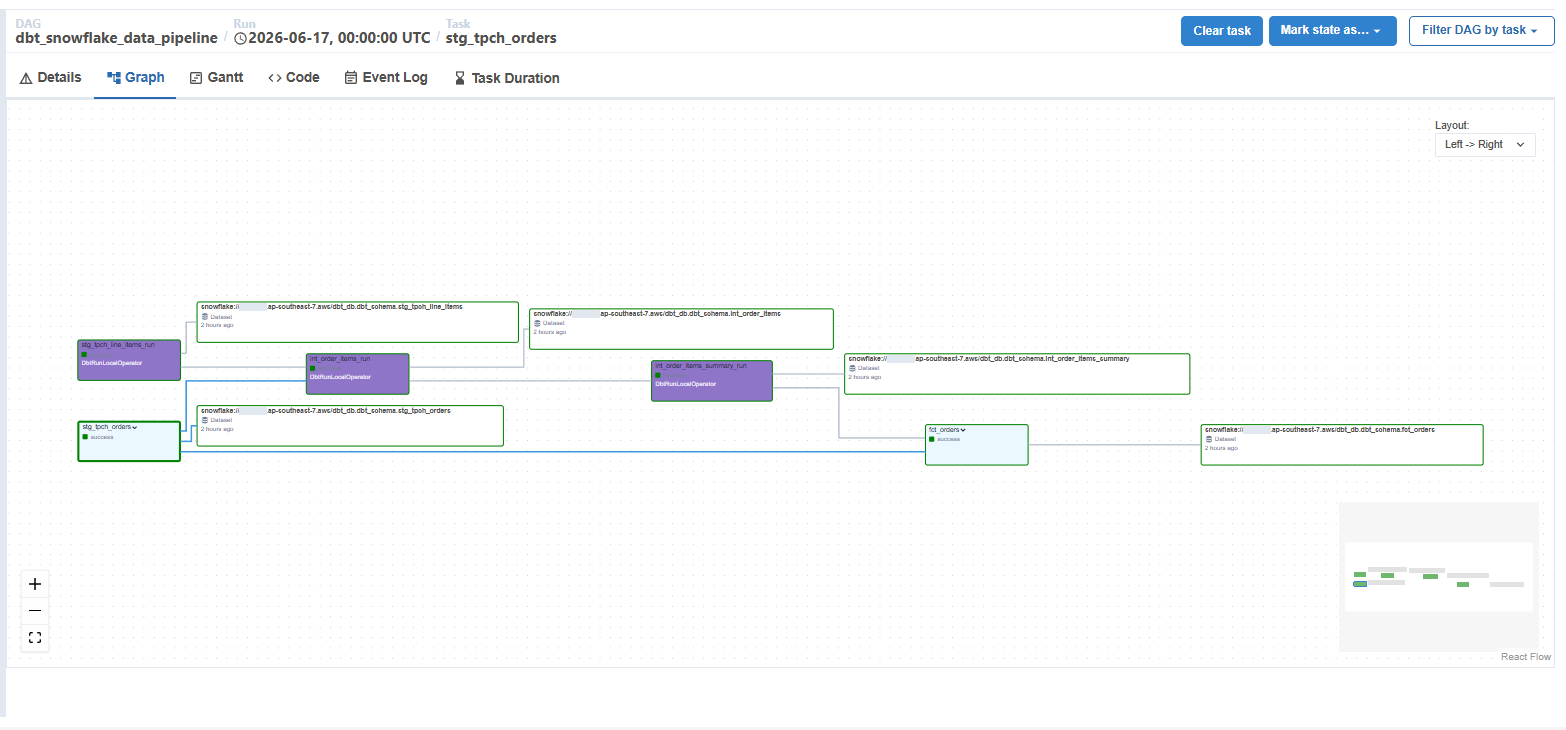 DAG
dbt_snowflake_data_pipeline
/
Run
2026-06-17, 00:00:00 UTC
/
Task
stg_tpch_orders
Clear task
Mark state as...
Filter DAG by task
Details
Graph
Gantt
Code
Event Log
Task Duration
Layout:
Left -> Right
snowflake:// .ap-southeast-7.aws/dbt_db.dbt_schema.stg_tpch_line_items
Dataset
2 hours ago
snowflake:// .ap-southeast-7.aws/dbt_db.dbt_schema.int_order_items
Dataset
2 hours ago
stg_tpch_line_items_run
DbtRunLocalOperator
int_order_items_run
DbtRunLocalOperator
int_order_items_summary_run
DbtRunLocalOperator
snowflake:// .ap-southeast-7.aws/dbt_db.dbt_schema.int_order_items_summary
Dataset
2 hours ago
snowflake:// .ap-southeast-7.aws/dbt_db.dbt_schema.stg_tpch_orders
Dataset
2 hours ago
stg_tpch_orders
success
fct_orders
success
snowflake:// .ap-southeast-7.aws/dbt_db.dbt_schema.fct_orders
Dataset
2 hours ago
React Flow